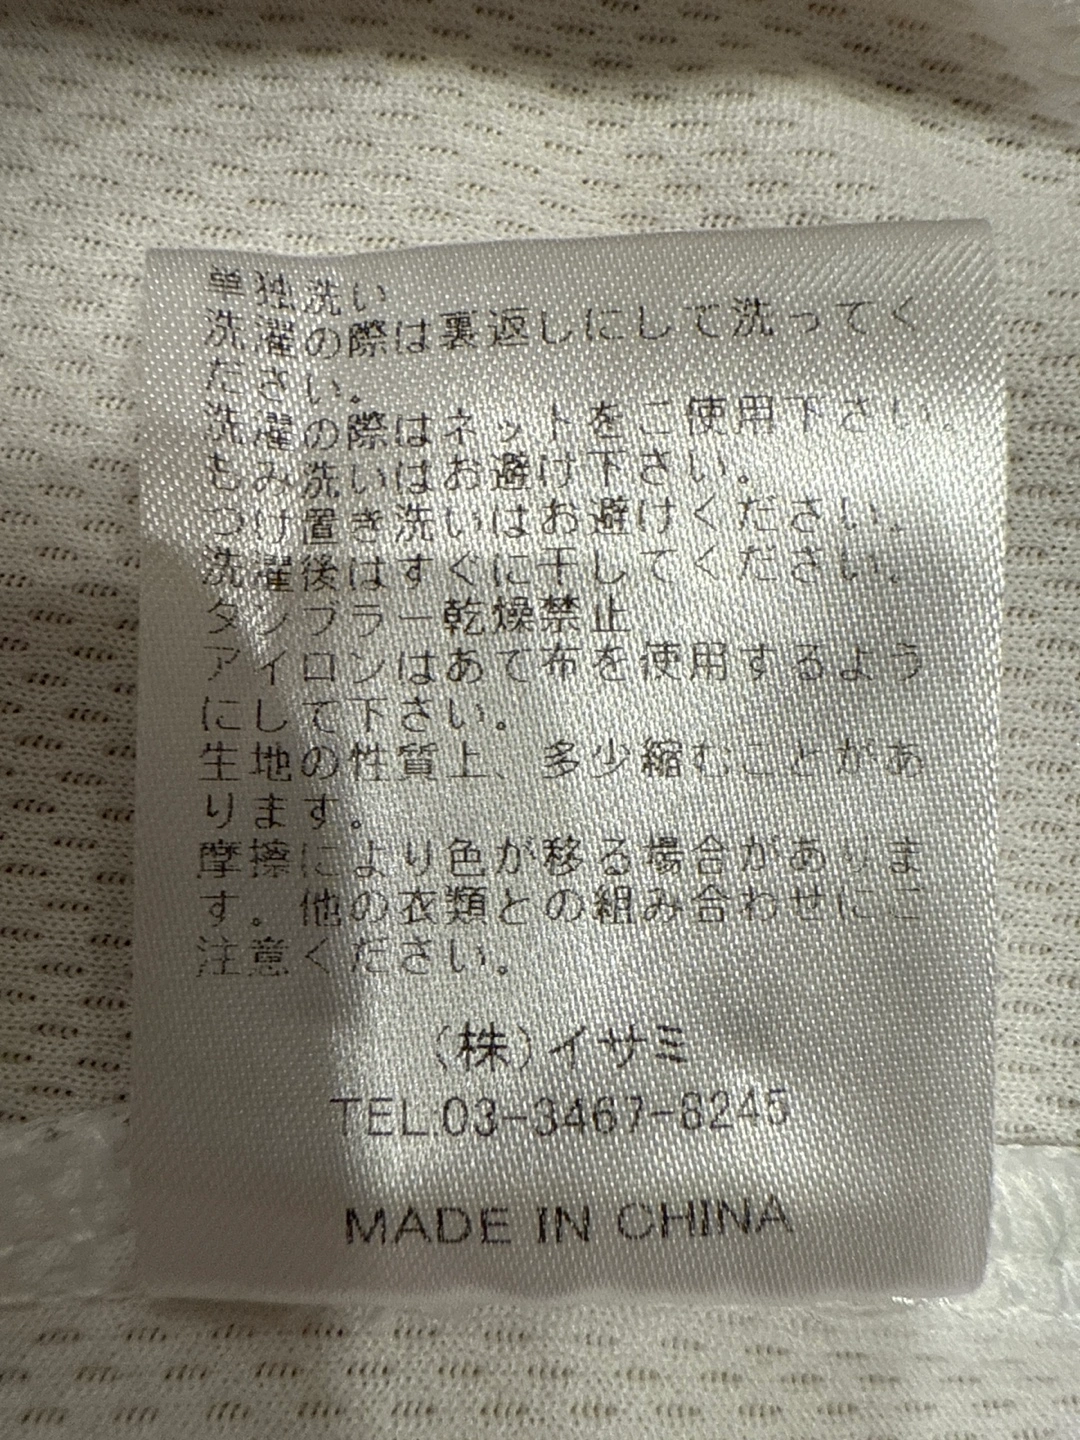 単独洗い
洗濯の際は裏返しにして洗ってく
ださい。
洗濯の際はネットをご使用下さい。
もみ洗いはお避け下さい。
つけ置き洗いはお避けください。
洗濯後はすぐに干してください。
タンブラー乾燥禁止
アイロンはあて布を使用するよう
にして下さい。
生地の性質上、多少縮むことがあ
ります。
摩擦により色が移る場合がありま
す。他の衣類との組み合わせにご
注意ください。
(株)イサミ
TEL:03-3467-8245
MADE IN CHINA